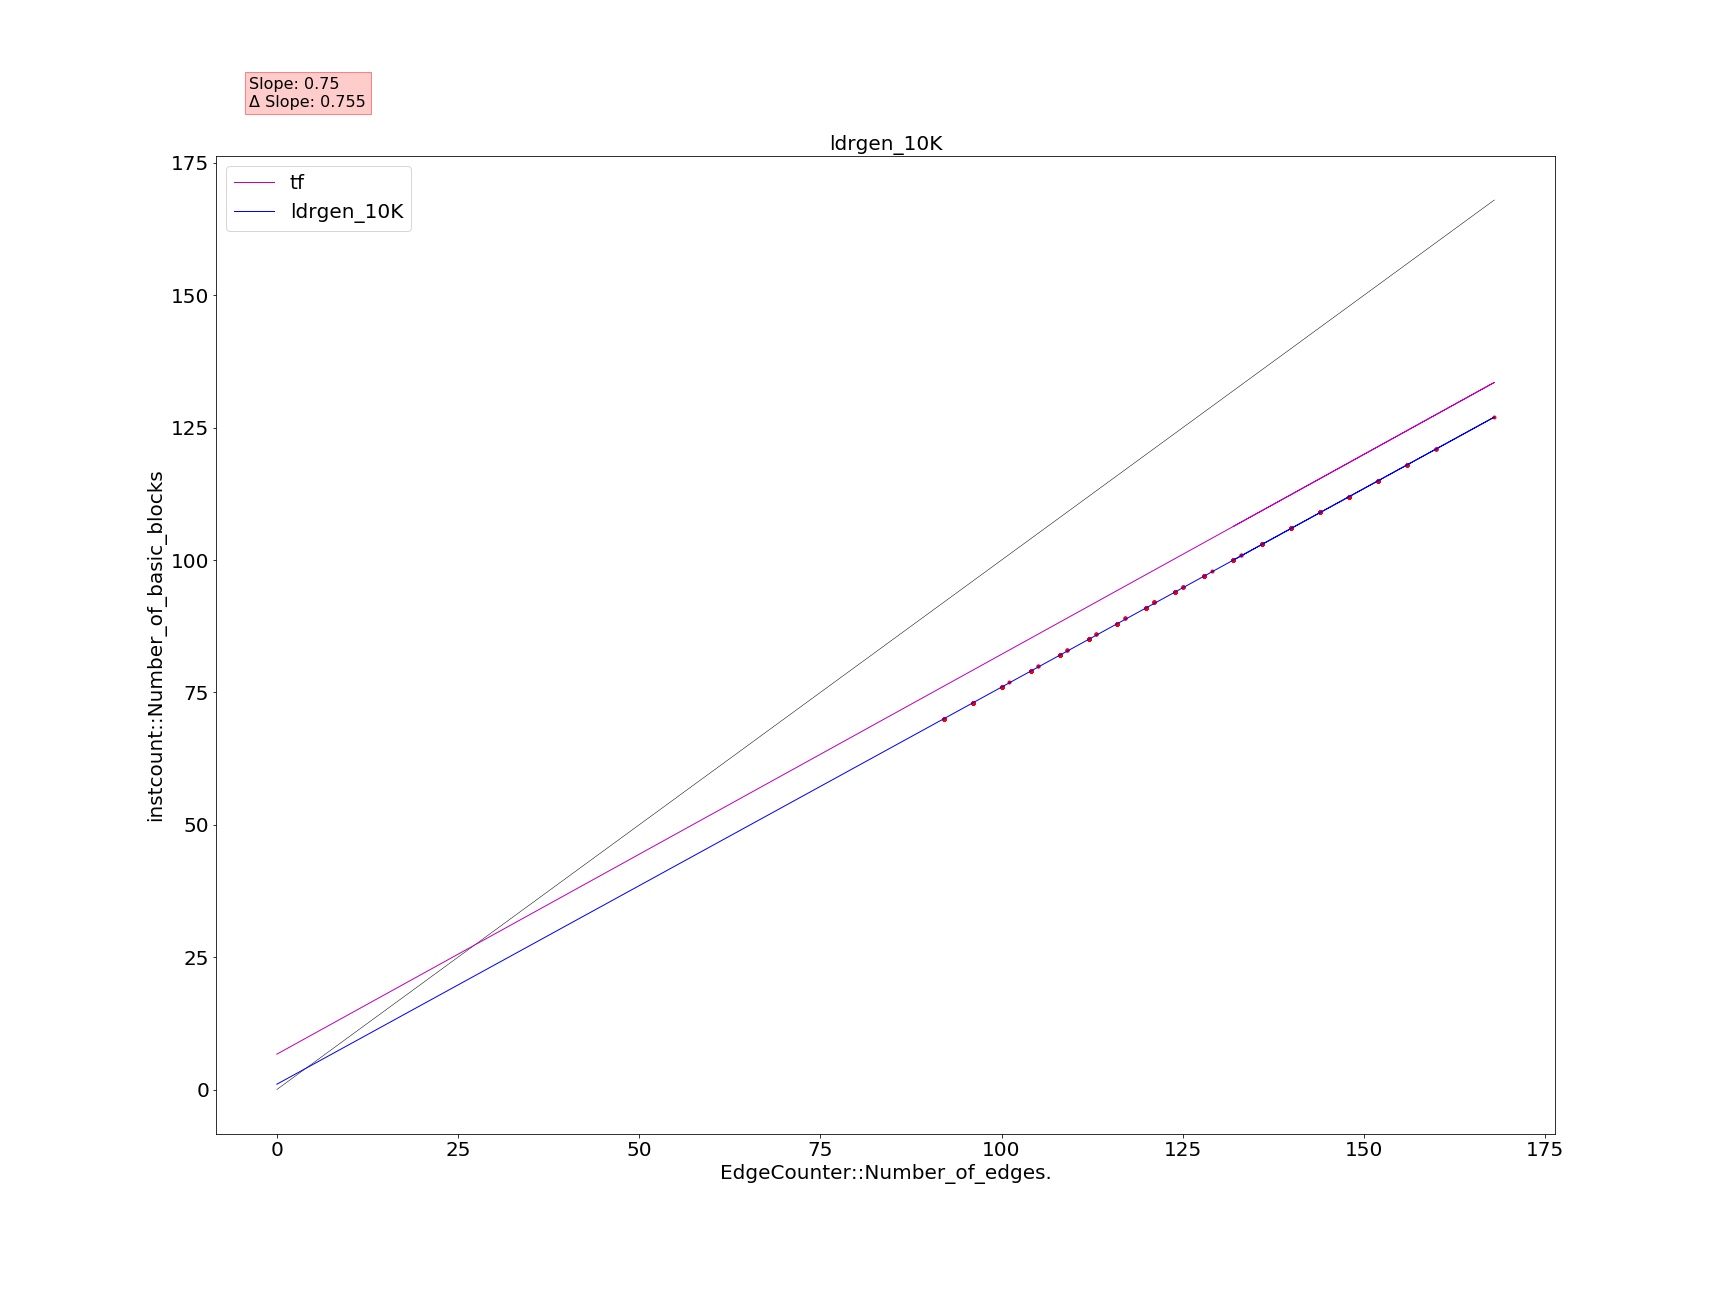 Slope: 0.75
Δ Slope: 0.755
ldrgen_10K
tf
ldrgen_10K
175
150
125
100
75
50
25
0
instcount::Number_of_basic_blocks
0 25 50 75 100 125 150 175
EdgeCounter::Number_of_edges.